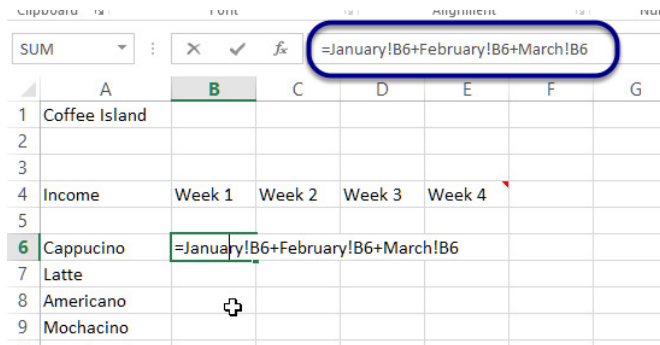 Clipboard Font Alignment
SUM fx =January!B6+February!B6+March!B6
A B C D E F G
1 Coffee Island
2
3
4 Income Week 1 Week 2 Week 3 Week 4
5
6 Cappucino =January!B6+February!B6+March!B6
7 Latte
8 Americano
9 Mochacino